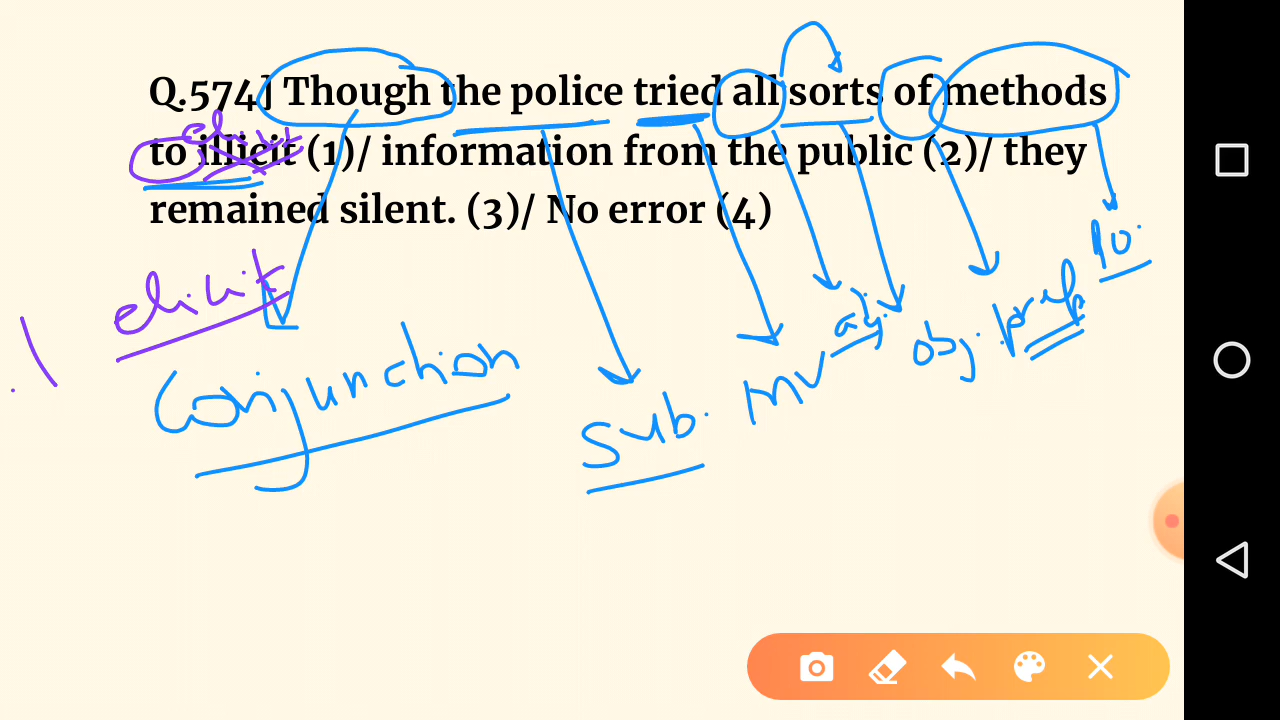 Q.574] Though the police tried all sorts of methods
to illicit (1)/ information from the public (2)/ they
remained silent. (3)/ No error (4)
elicit
elicit
Conjunction
Sub.
mv
adj.
obj.
prep